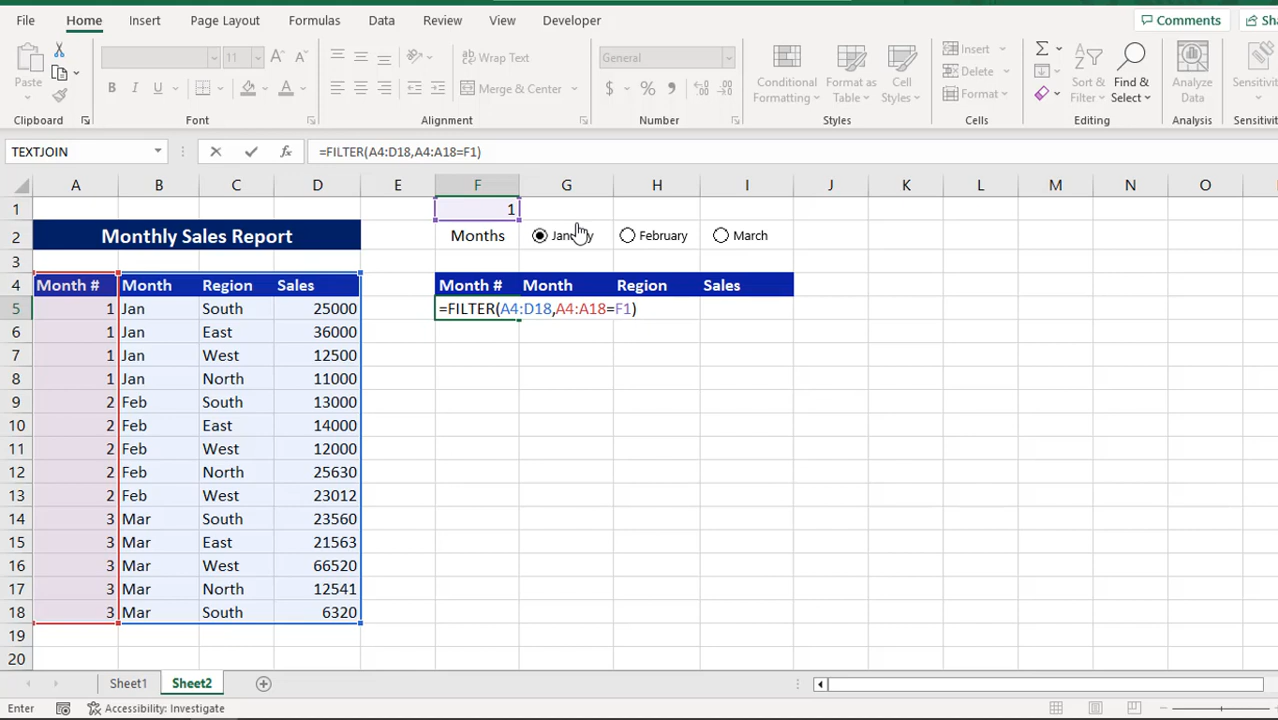 File Home Insert Page Layout Formulas Data Review View Developer Comments
11 A A Wrap Text General Insert Σ
Paste B I U A Merge & Center $ % Conditional Formatting Format as Table Cell Styles Delete Format Sort & Filter Find & Select Analyze Data
Clipboard Font Alignment Number Styles Cells Editing Analysis
TEXTJOIN fx =FILTER(A4:D18,A4:A18=F1)
A B C D E F G H I J K L M N O
1 1
2 Monthly Sales Report Months February March
3
4 Month # Month Region Sales Month # Month Region Sales
5 1 Jan South 25000 =FILTER(A4:D18,A4:A18=F1)
6 1 Jan East 36000
7 1 Jan West 12500
8 1 Jan North 11000
9 2 Feb South 13000
10 2 Feb East 14000
11 2 Feb West 12000
12 2 Feb North 25630
13 2 Feb West 23012
14 3 Mar South 23560
15 3 Mar East 21563
16 3 Mar West 66520
17 3 Mar North 12541
18 3 Mar South 6320
19
20
Sheet1 Sheet2
Enter Accessibility: Investigate